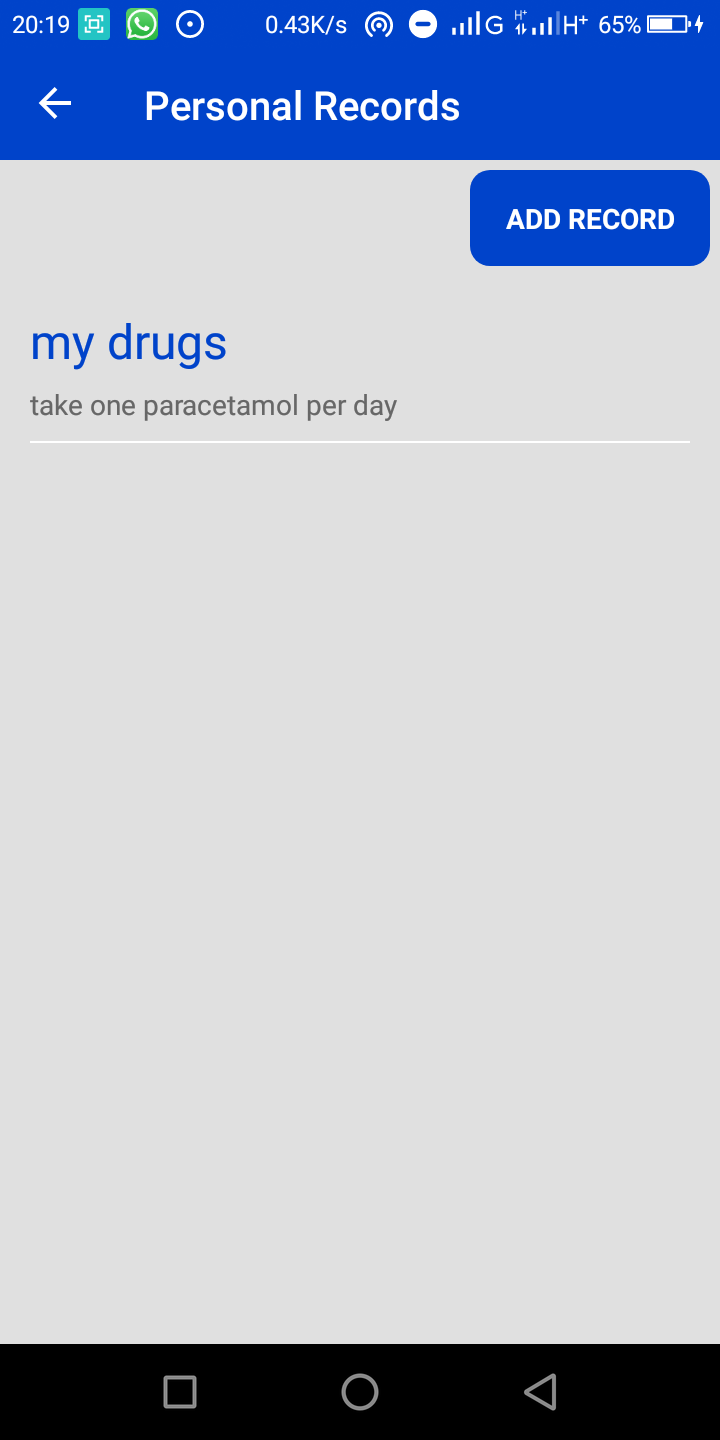 20:19 0.43K/s G H+ H+ 65%
Personal Records
ADD RECORD
my drugs
take one paracetamol per day